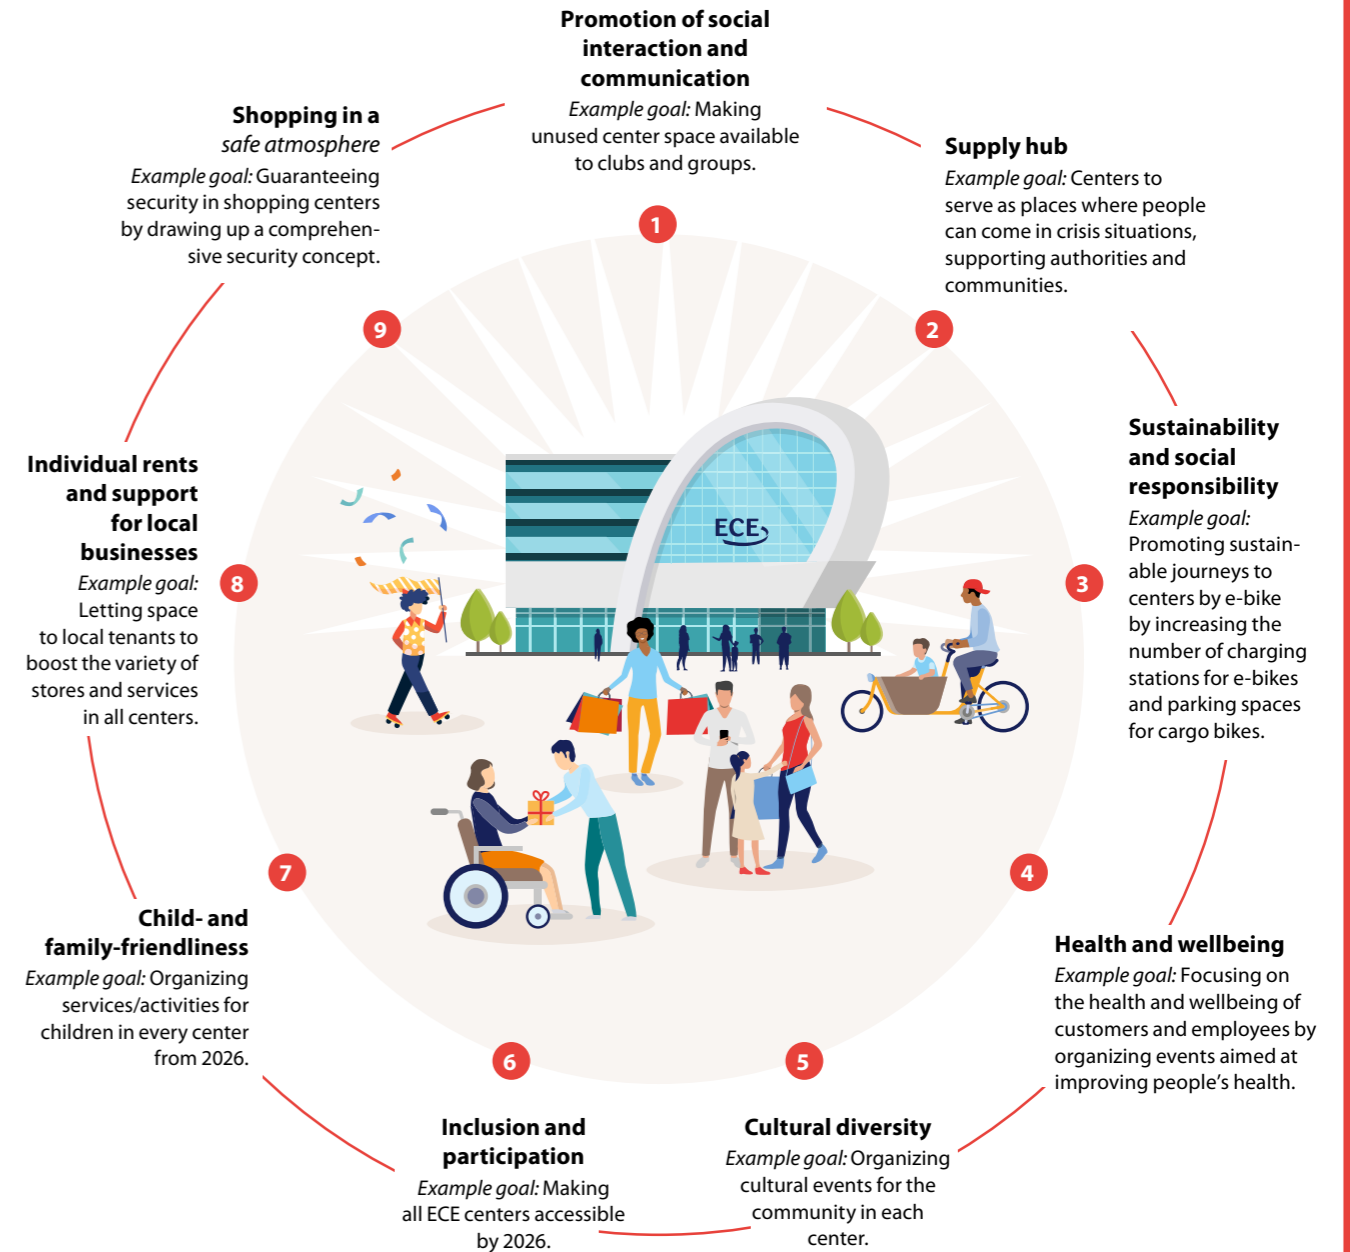 Promotion of social
interaction and
communication
Example goal: Making
unused center space available
to clubs and groups.
1
Supply hub
Example goal: Centers to
serve as places where people
can come in crisis situations,
supporting authorities and
communities.
2
Sustainability
and social
responsibility
Example goal:
Promoting sustain-
able journeys to
centers by e-bike
by increasing the
number of charging
stations for e-bikes
and parking spaces
for cargo bikes.
3
Health and wellbeing
Example goal: Focusing on
the health and wellbeing of
customers and employees by
organizing events aimed at
improving people's health.
4
Cultural diversity
Example goal: Organizing
cultural events for the
community in each
center.
5
Inclusion and
participation
Example goal: Making
all ECE centers accessible
by 2026.
6
Child- and
family-friendliness
Example goal: Organizing
services/activities for
children in every center
from 2026.
7
Individual rents
and support
for local
businesses
Example goal:
Letting space
to local tenants to
boost the variety of
stores and services
in all centers.
8
Shopping in a
safe atmosphere
Example goal: Guaranteeing
security in shopping centers
by drawing up a comprehen-
sive security concept.
9
ECE